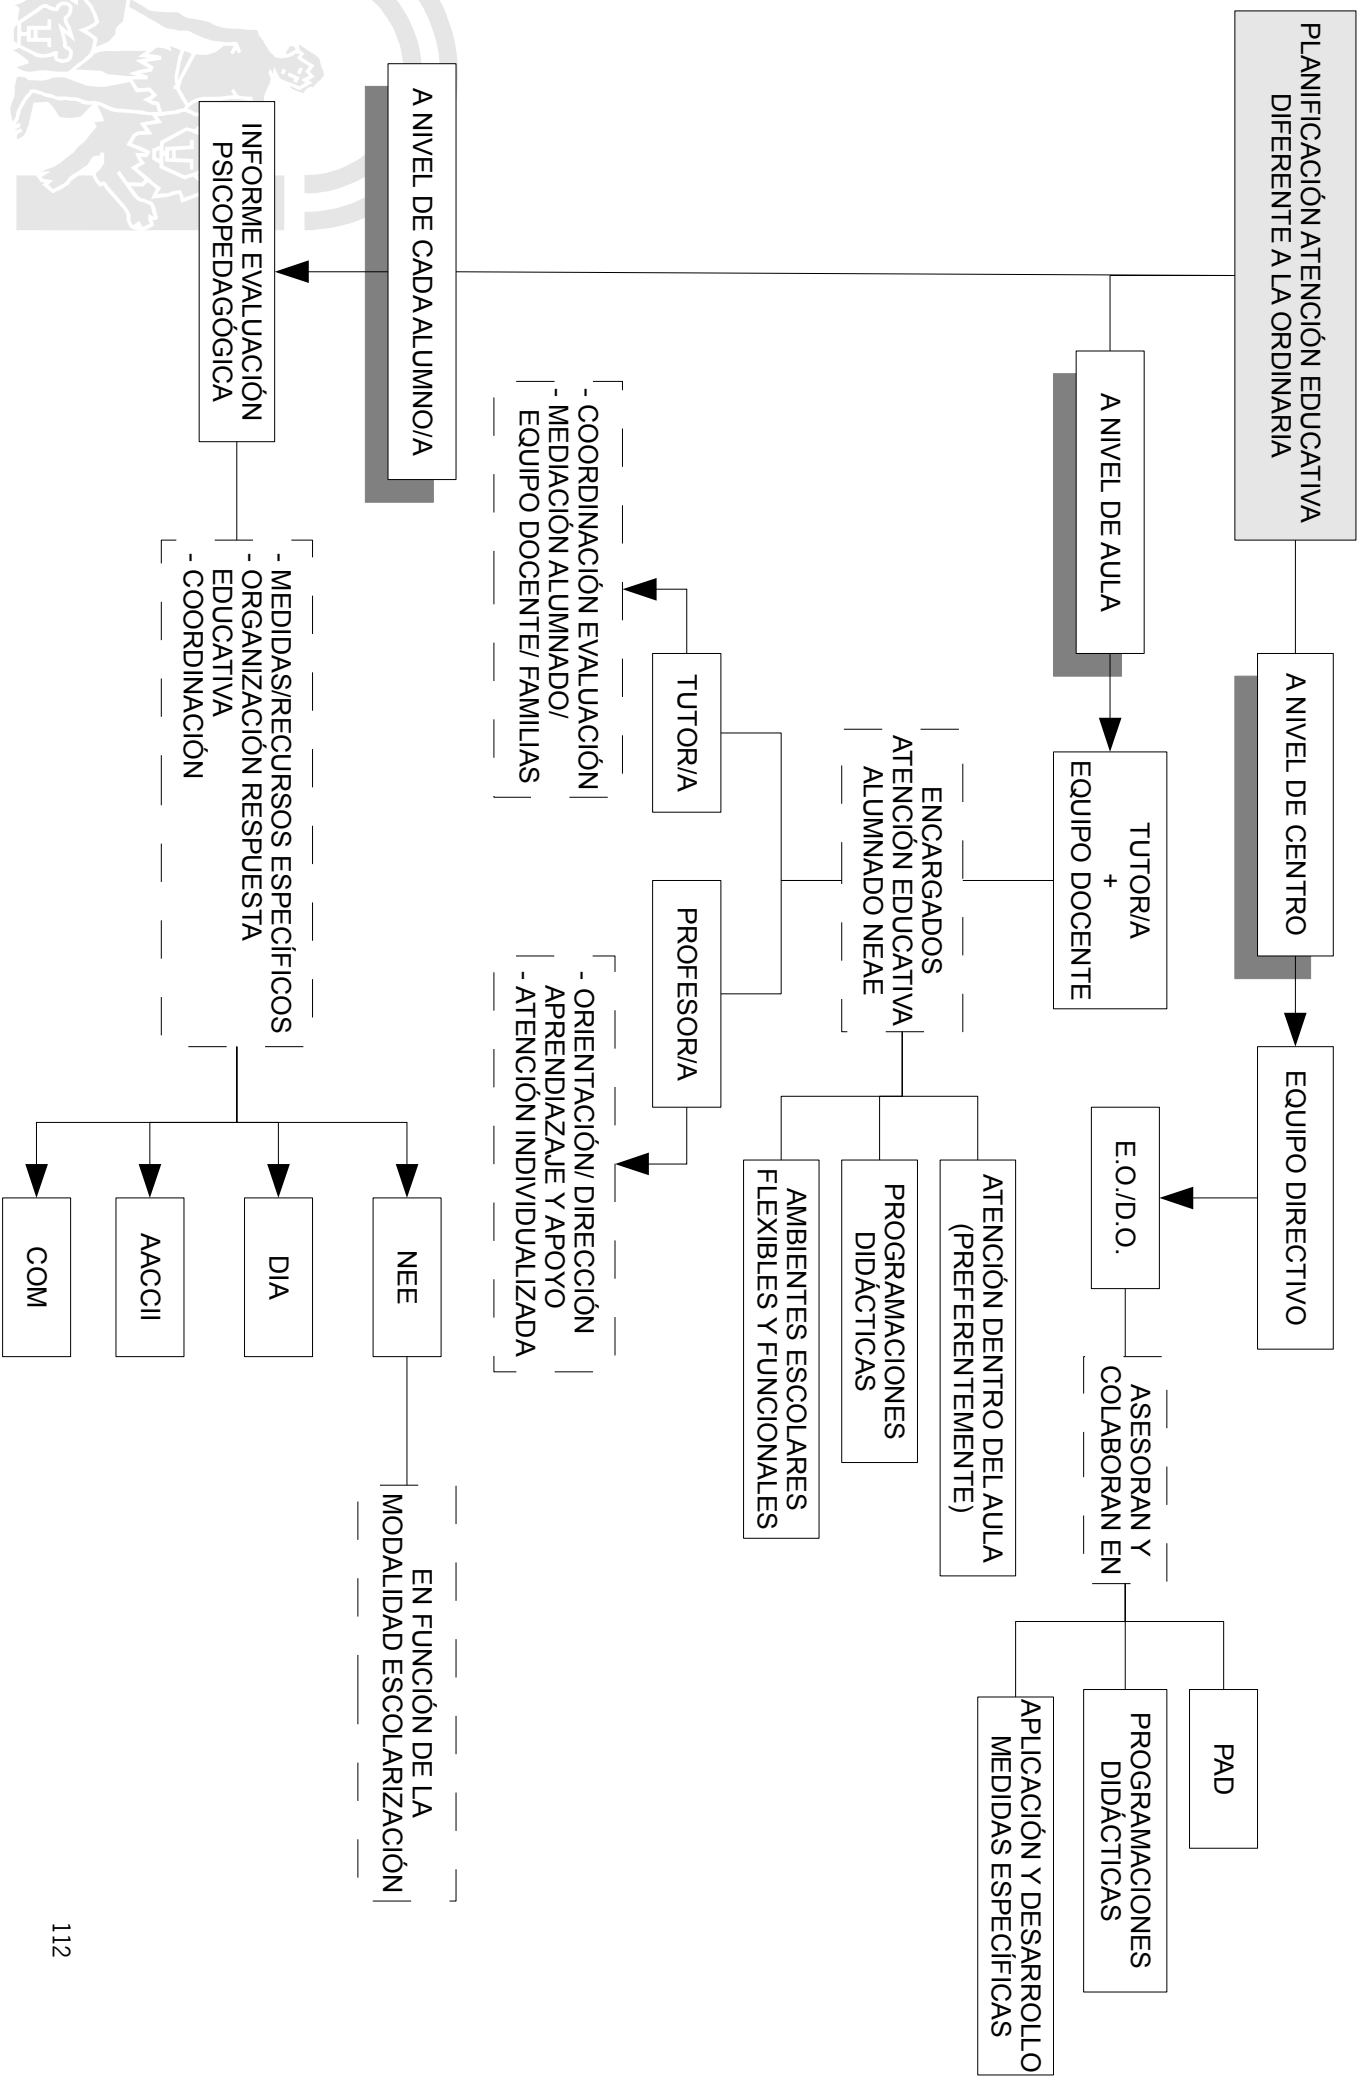 PLANIFICACIÓN ATENCIÓN EDUCATIVA
DIFERENTE A LA ORDINARIA
A NIVEL DE CENTRO
EQUIPO DIRECTIVO
E.O./D.O.
ASESORAN Y
COLABORAN EN
PAD
PROGRAMACIONES
DIDÁCTICAS
APLICACIÓN Y DESARROLLO
MEDIDAS ESPECÍFICAS
A NIVEL DE AULA
TUTOR/A
+
EQUIPO DOCENTE
ENCARGADOS
ATENCIÓN EDUCATIVA
ALUMNADO NEAE
ATENCIÓN DENTRO DEL AULA
(PREFERENTEMENTE)
PROGRAMACIONES
DIDÁCTICAS
AMBIENTES ESCOLARES
FLEXIBLES Y FUNCIONALES
TUTOR/A
- COORDINACIÓN EVALUACIÓN
- MEDIACIÓN ALUMNADO/
EQUIPO DOCENTE/ FAMILIAS
PROFESOR/A
- ORIENTACIÓN/ DIRECCIÓN
APRENDIAZAJE Y APOYO
- ATENCIÓN INDIVIDUALIZADA
A NIVEL DE CADA ALUMNO/A
INFORME EVALUACIÓN
PSICOPEDAGÓGICA
- MEDIDAS/RECURSOS ESPECÍFICOS
- ORGANIZACIÓN RESPUESTA
EDUCATIVA
- COORDINACIÓN
NEE
DIA
AACCII
COM
EN FUNCIÓN DE LA
MODALIDAD ESCOLARIZACIÓN
112